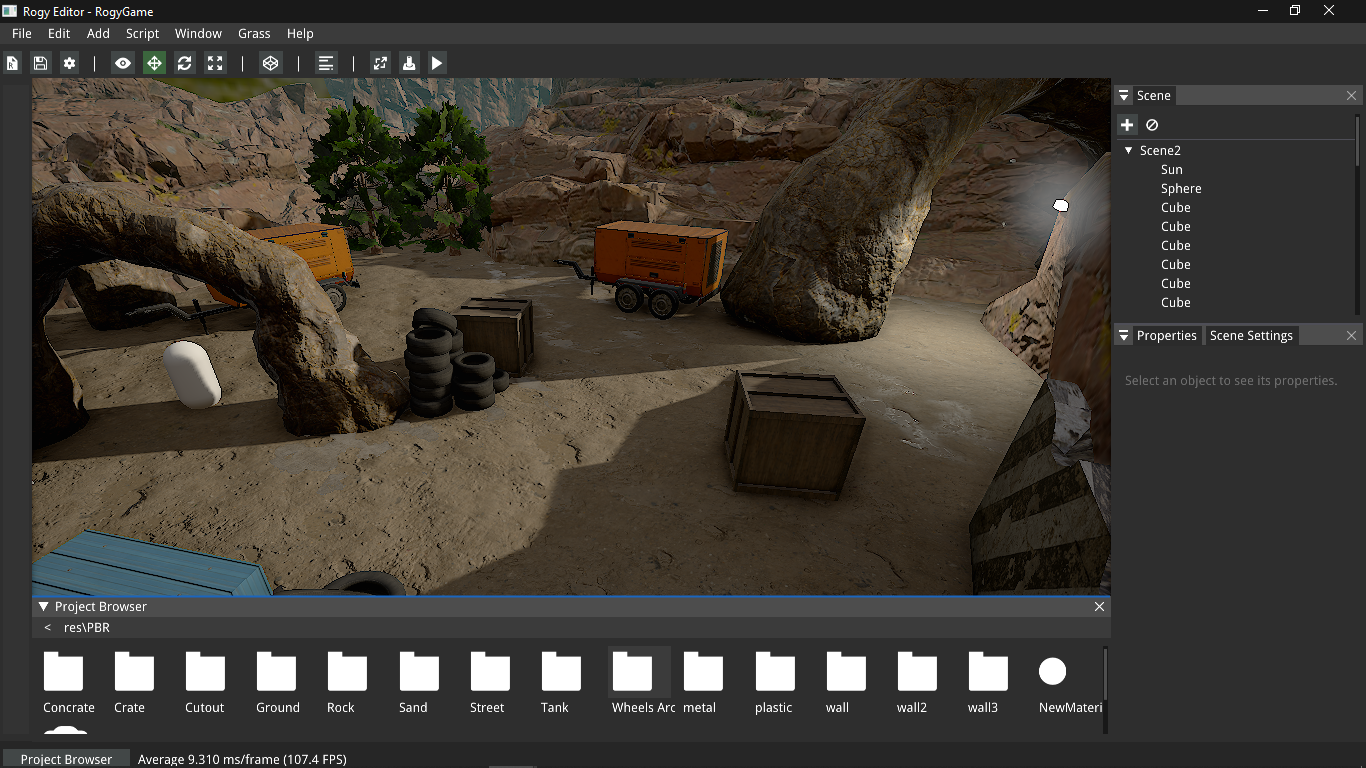 Rogy Editor - RogyGame
File Edit Add Script Window Grass Help
Scene
Scene2
Sun
Sphere
Cube
Cube
Cube
Cube
Cube
Cube
Properties Scene Settings
Select an object to see its properties.
Project Browser
< res\PBR
Concrate Crate Cutout Ground Rock Sand Street Tank Wheels Arc metal plastic wall wall2 wall3 NewMateri
Project Browser Average 9.310 ms/frame (107.4 FPS)